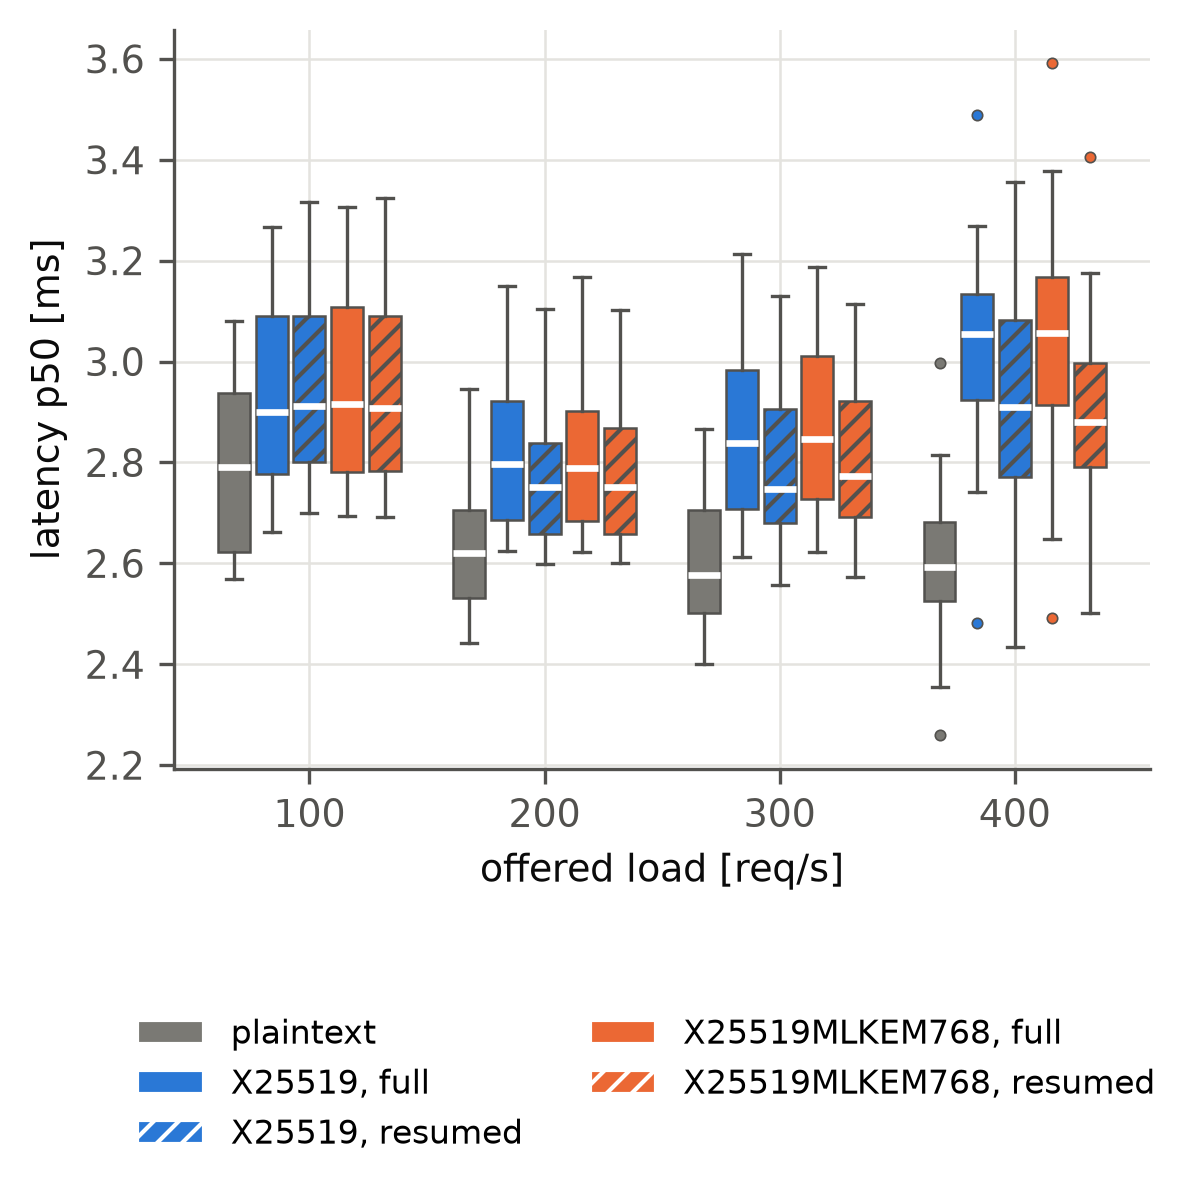 3.6
3.4
3.2
3.0
2.8
2.6
2.4
2.2
latency p50 [ms]
100 200 300 400
offered load [req/s]
plaintext
X25519, full
X25519, resumed
X25519MLKEM768, full
X25519MLKEM768, resumed